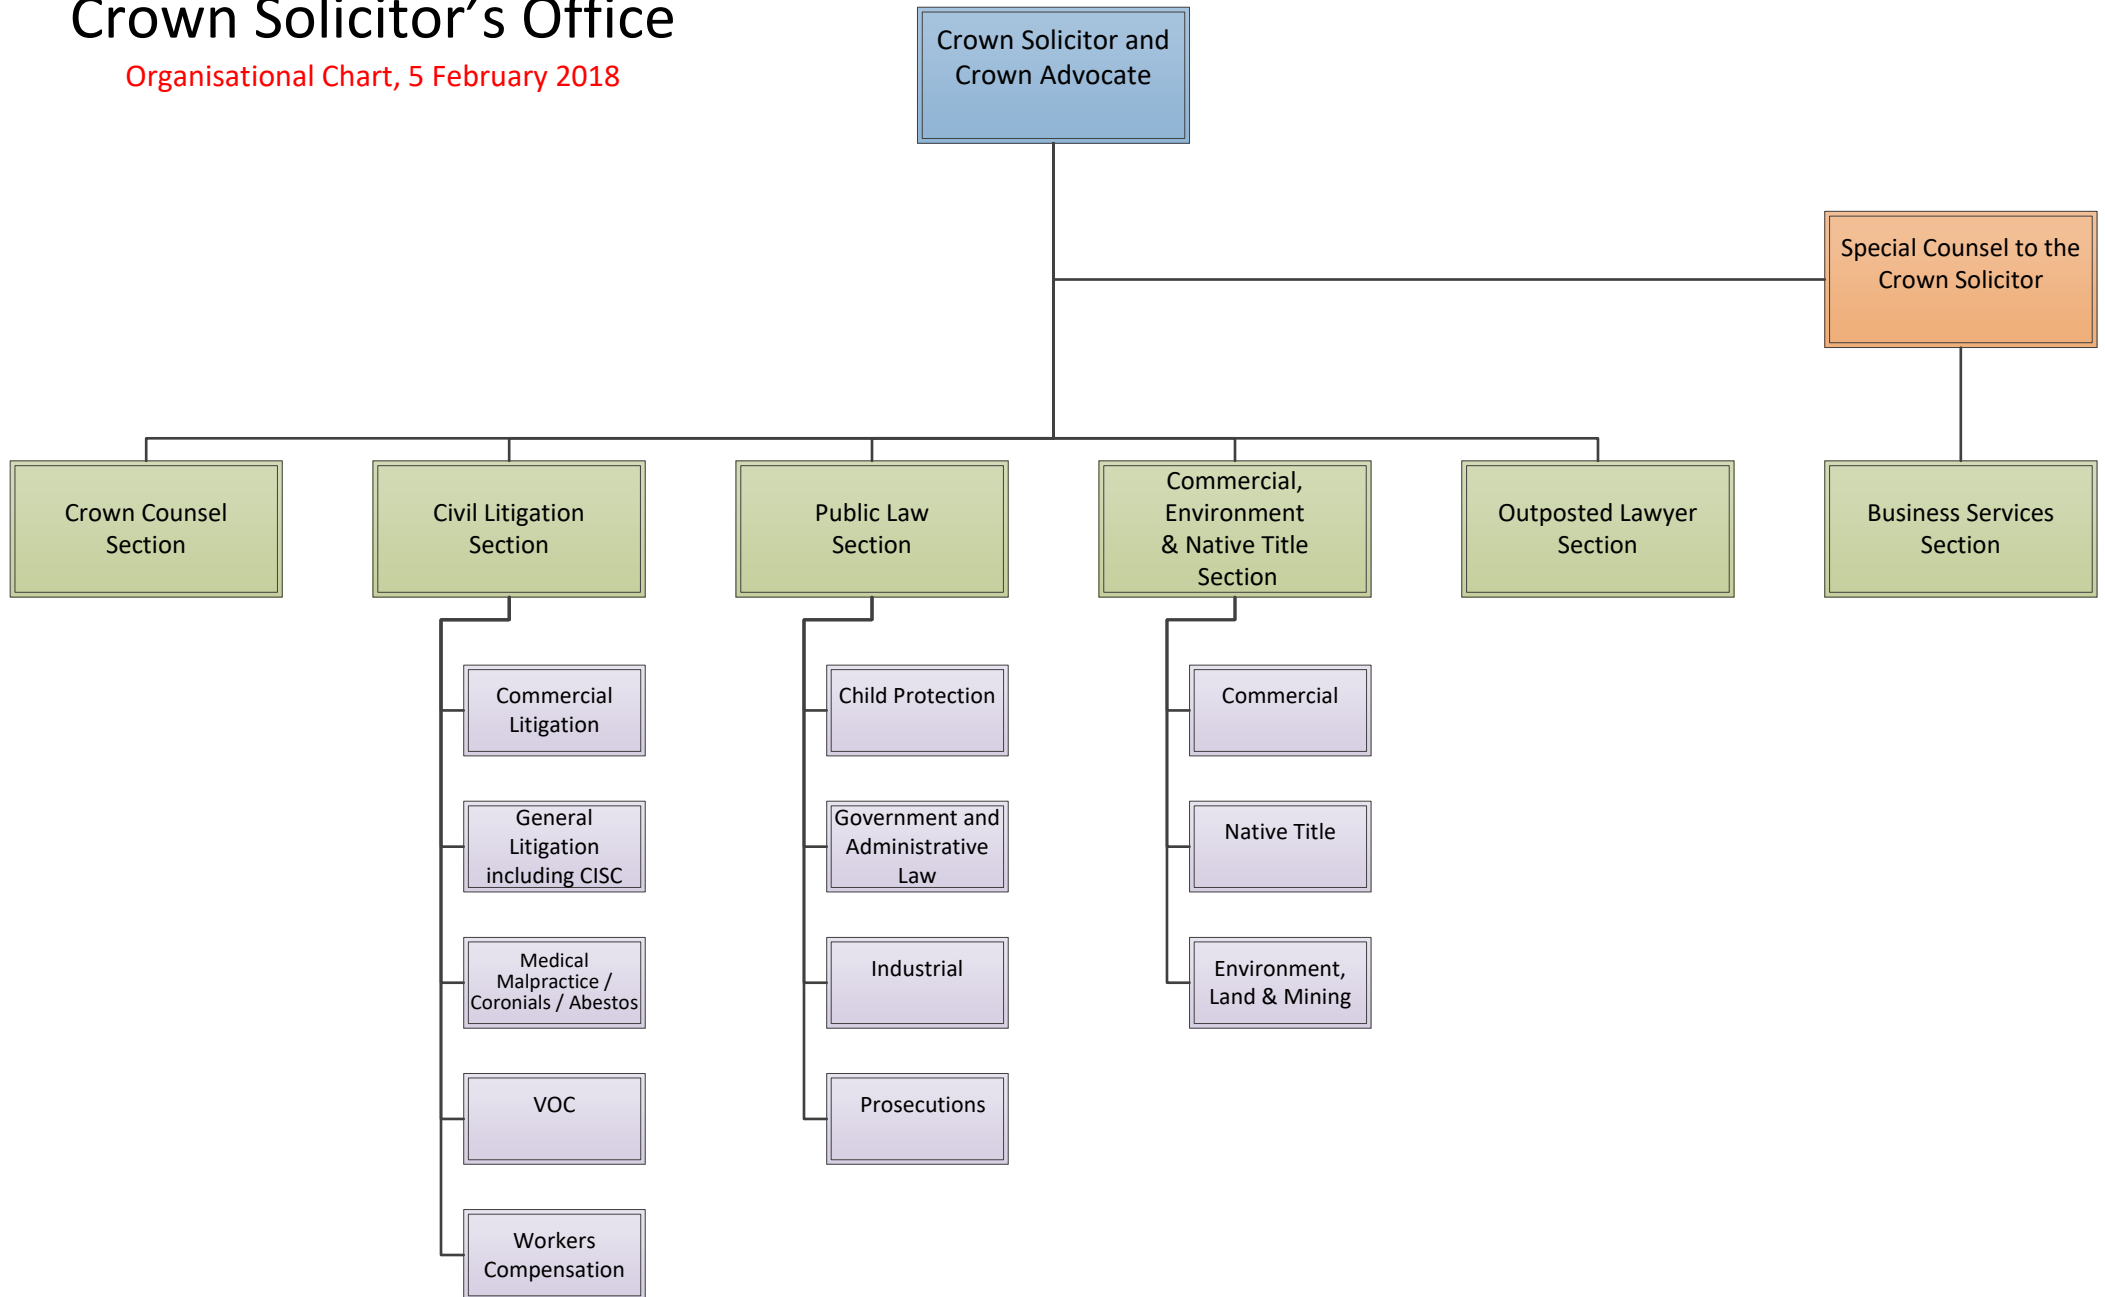 Crown Solicitor's Office
Organisational Chart, 5 February 2018
Crown Solicitor and
Crown Advocate
Special Counsel to the
Crown Solicitor
Crown Counsel
Section
Civil Litigation
Section
Public Law
Section
Commercial,
Environment
& Native Title
Section
Outposted Lawyer
Section
Business Services
Section
Commercial
Litigation
General
Litigation
including CISC
Medical
Malpractice /
Coronials / Abestos
VOC
Workers
Compensation
Child Protection
Government and
Administrative
Law
Industrial
Prosecutions
Commercial
Native Title
Environment,
Land & Mining